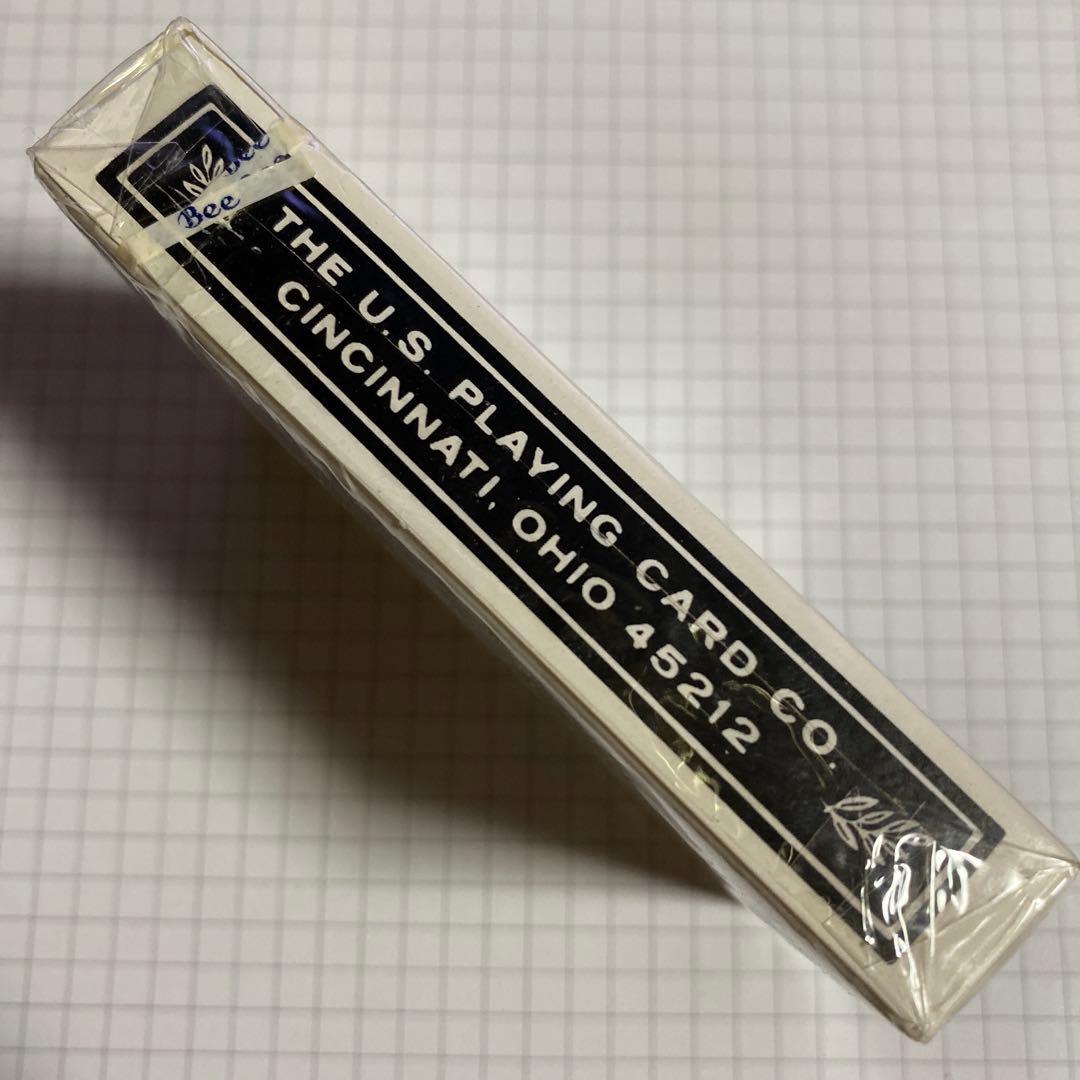 Bee
Bee
THE U.S. PLAYING CARD CO.
CINCINNATI, OHIO 45212